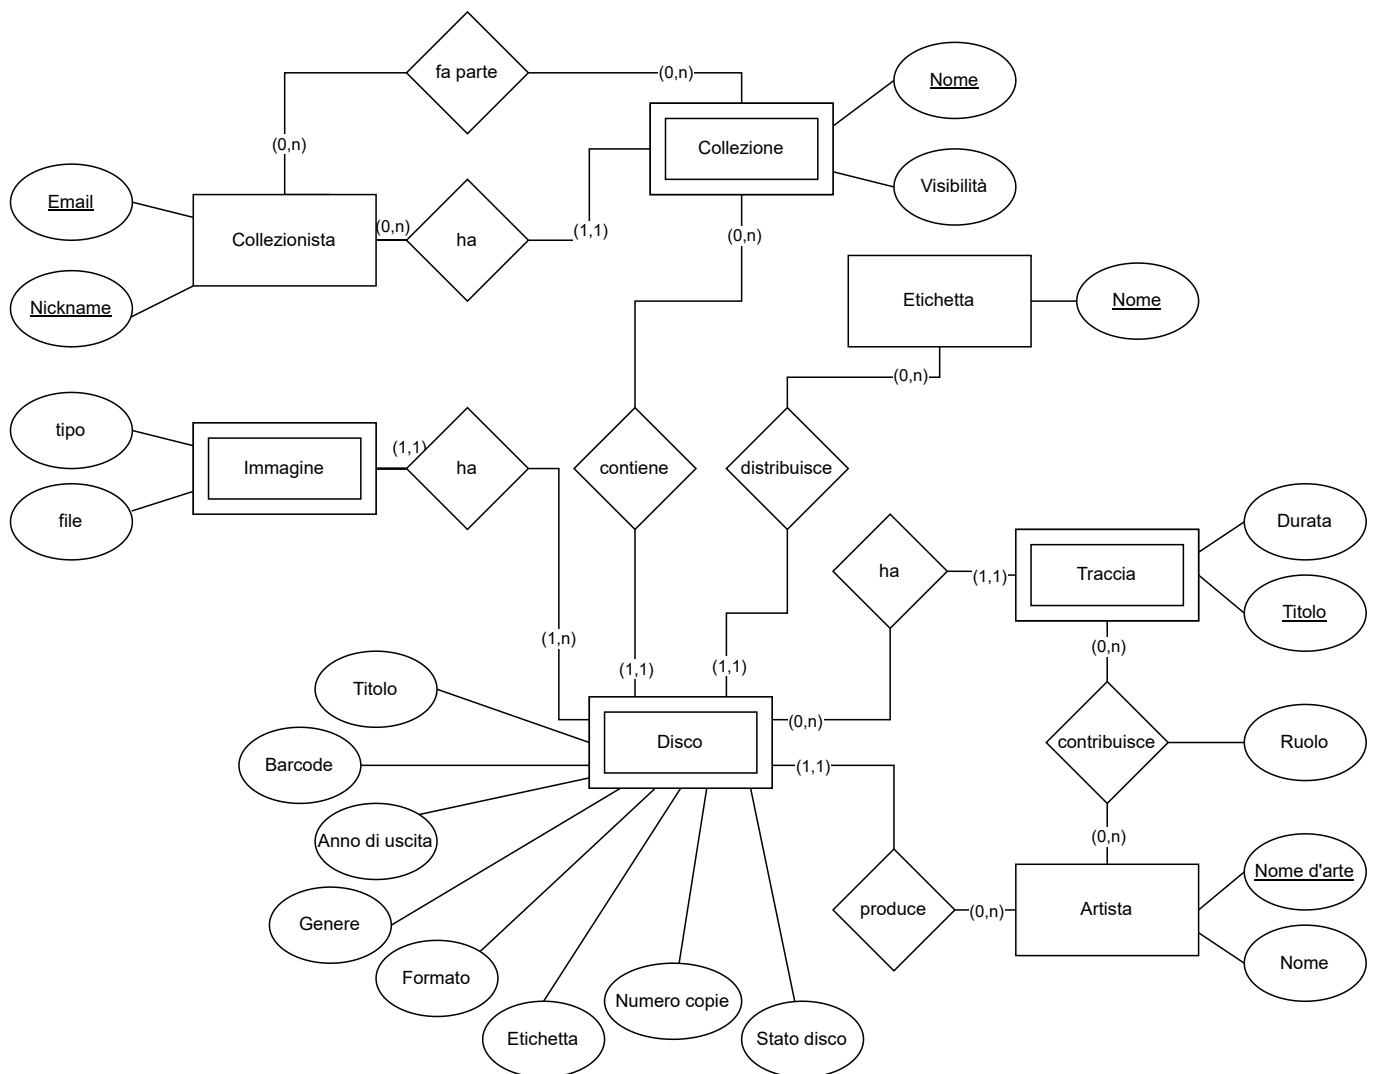 fa parte
(0,n)
Nome
Collezione
(0,n)
Visibilità
Email
Collezionista
(0,n)
ha
(1,1)
(0,n)
Nickname
Etichetta
Nome
(0,n)
tipo
(1,1)
Immagine
ha
contiene
distribuisce
file
Durata
ha
(1,1)
Traccia
Titolo
(1,n)
(1,1)
(1,1)
(0,n)
Titolo
(0,n)
Disco
contribuisce
Ruolo
Barcode
(1,1)
Anno di uscita
(0,n)
Nome d'arte
produce
(0,n)
Artista
Genere
Nome
Formato
Numero copie
Etichetta
Stato disco